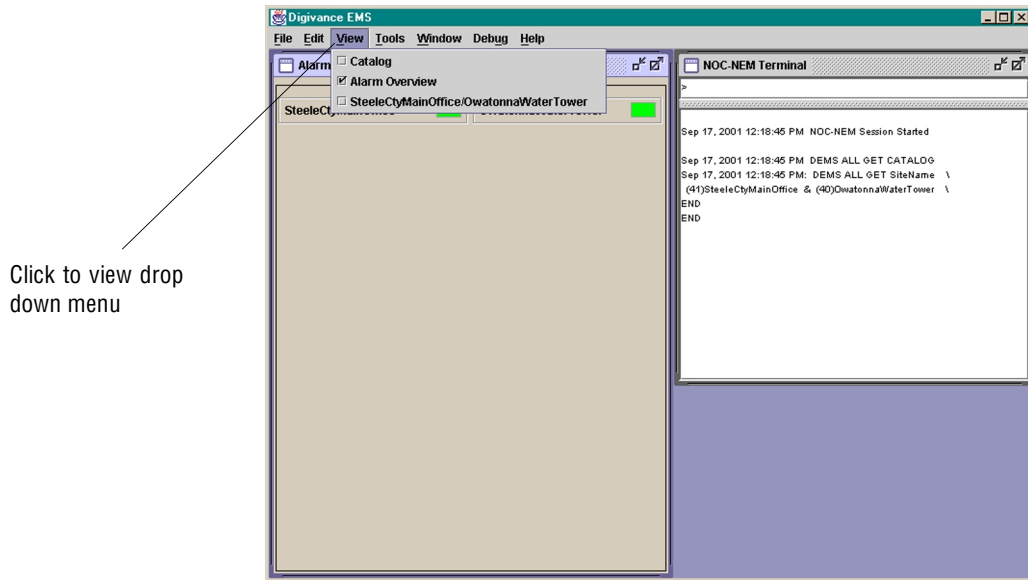 Digivance EMS
File Edit View Tools Window Debug Help
Alarm
Catalog
Alarm Overview
SteeleCtyMainOffice/OwatonnaWaterTower
SteeleCtyMainOffice OwatonnaWaterTower
NOC-NEM Terminal
>
Sep 17, 2001 12:18:45 PM NOC-NEM Session Started
Sep 17, 2001 12:18:45 PM DEMS ALL GET CATALOG
Sep 17, 2001 12:18:45 PM: DEMS ALL GET SiteName \
(41)SteeleCtyMainOffice & (40)OwatonnaWaterTower \
END
END
Click to view drop
down menu